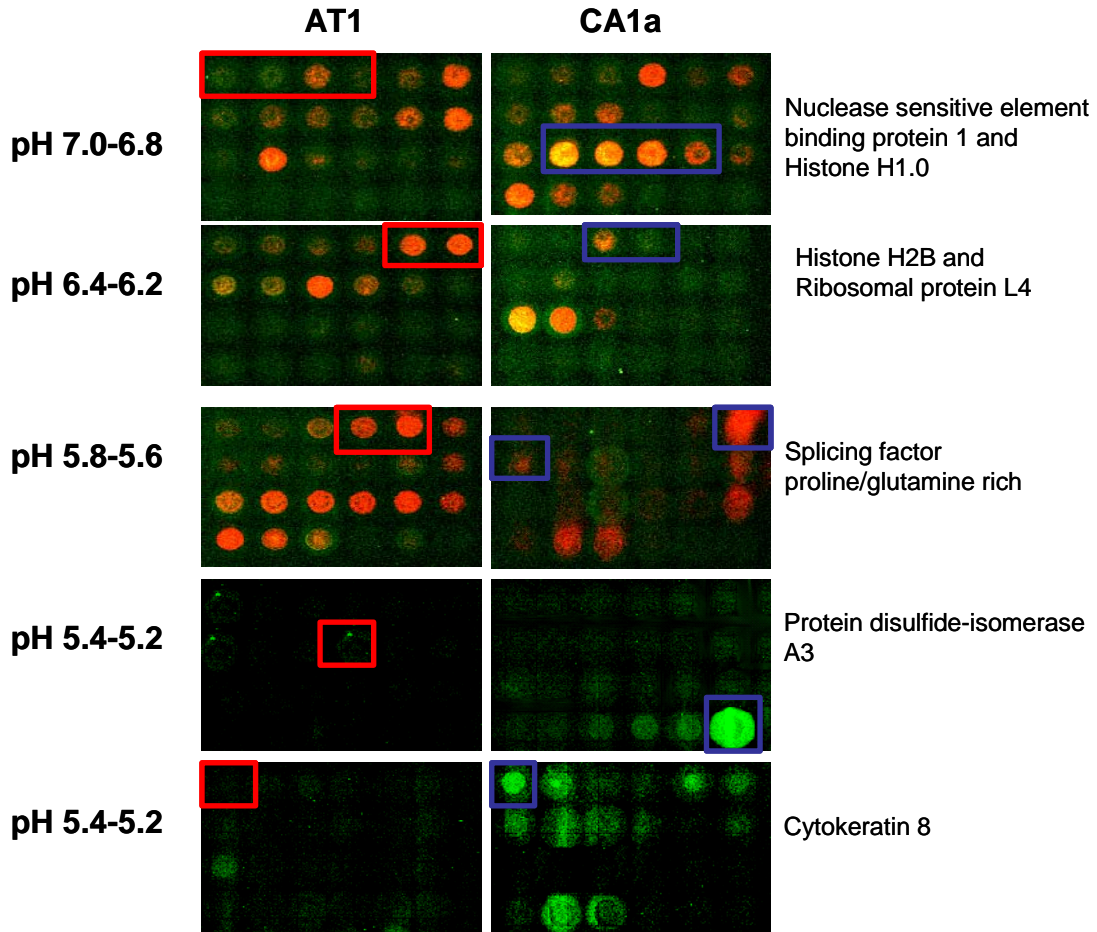 AT1
CA1a
pH 7.0-6.8
Nuclease sensitive element
binding protein 1 and
Histone H1.0
pH 6.4-6.2
Histone H2B and
Ribosomal protein L4
pH 5.8-5.6
Splicing factor
proline/glutamine rich
pH 5.4-5.2
Protein disulfide-isomerase
A3
pH 5.4-5.2
Cytokeratin 8